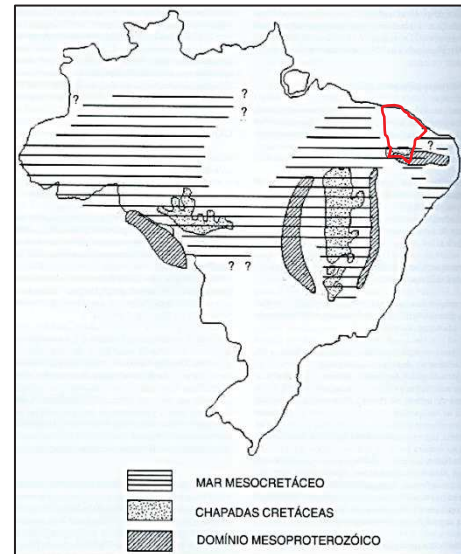 ?
?
?
?
? ?
MAR MESOCRETÁCEO
CHAPADAS CRETÁCEAS
DOMÍNIO MESOPROTEROZÓICO